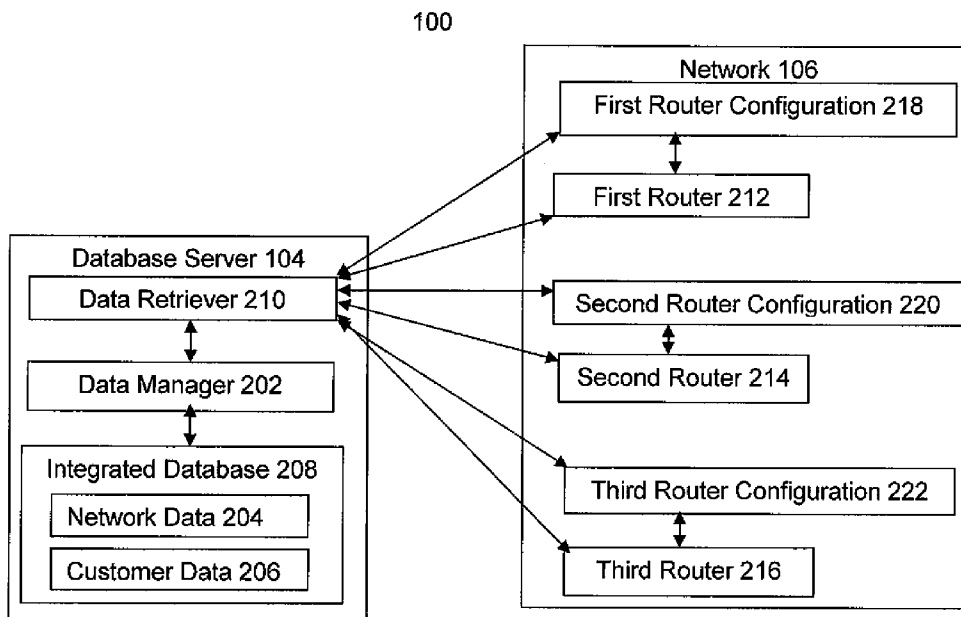 100
Network 106
First Router Configuration 218
First Router 212
Database Server 104
Data Retriever 210
Second Router Configuration 220
Data Manager 202
Second Router 214
Integrated Database 208
Third Router Configuration 222
Network Data 204
Customer Data 206
Third Router 216